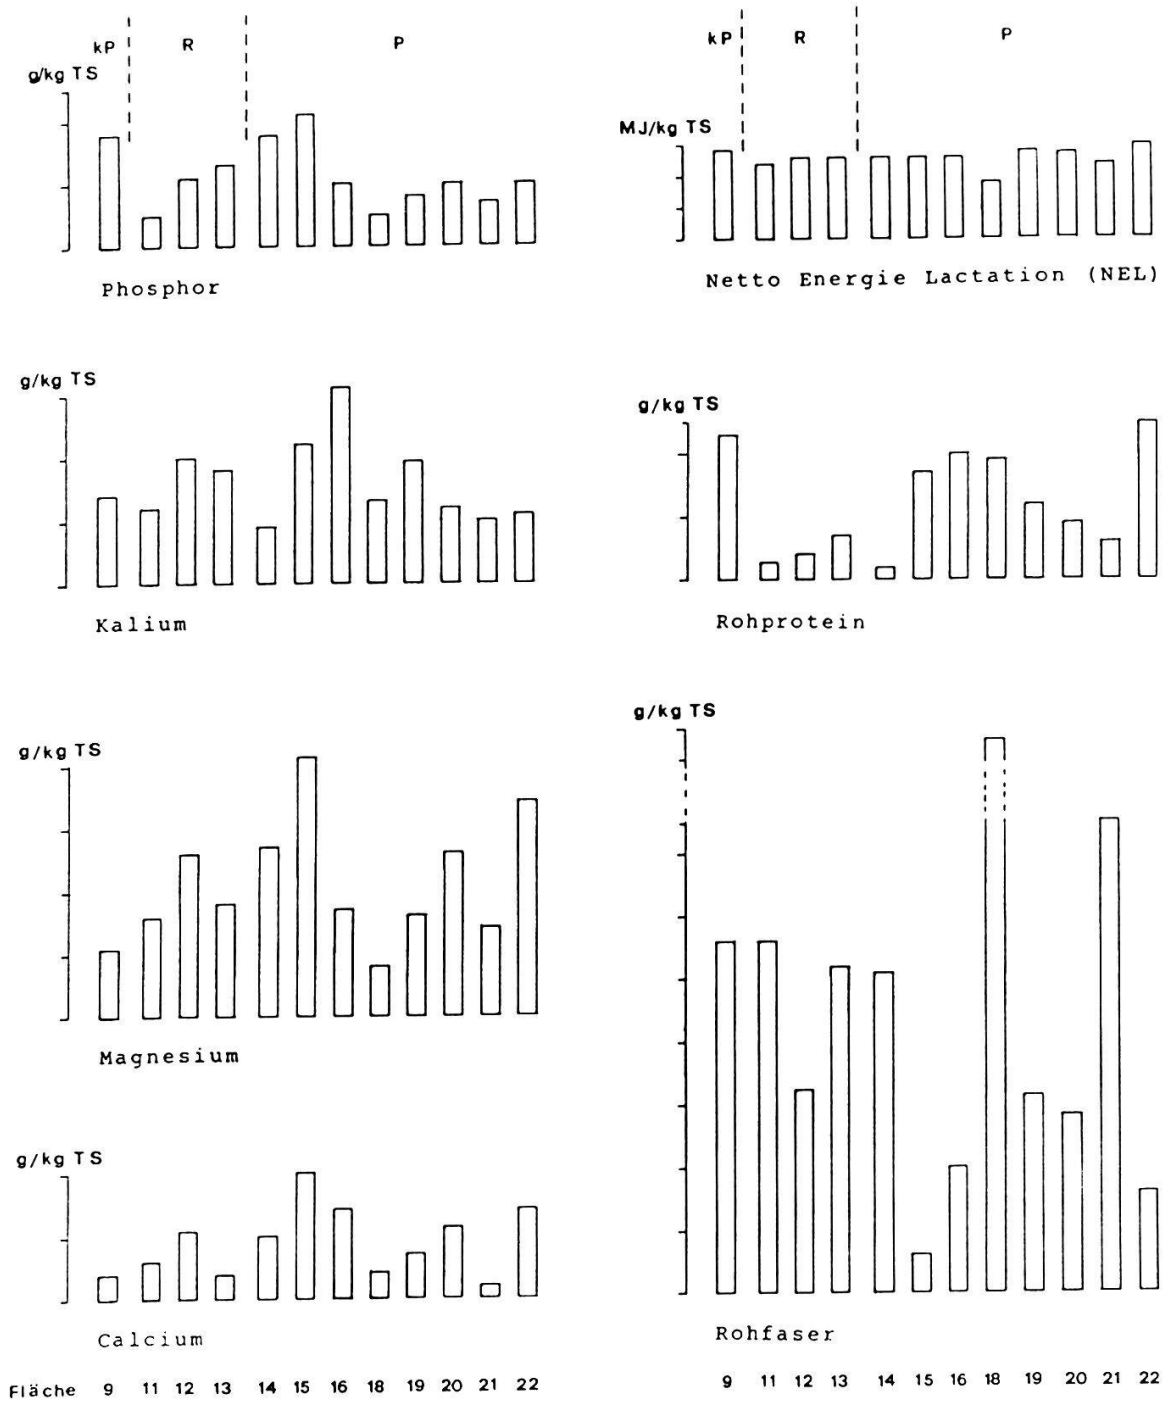 kP R P
g/kg TS
Phosphor
g/kg TS
Kalium
g/kg TS
Magnesium
g/kg TS
Calcium
Fläche 9 11 12 13 14 15 16 18 19 20 21 22
kP R P
MJ/kg TS
Netto Energie Lactation (NEL)
g/kg TS
Rohprotein
g/kg TS
Rohfaser
9 11 12 13 14 15 16 18 19 20 21 22